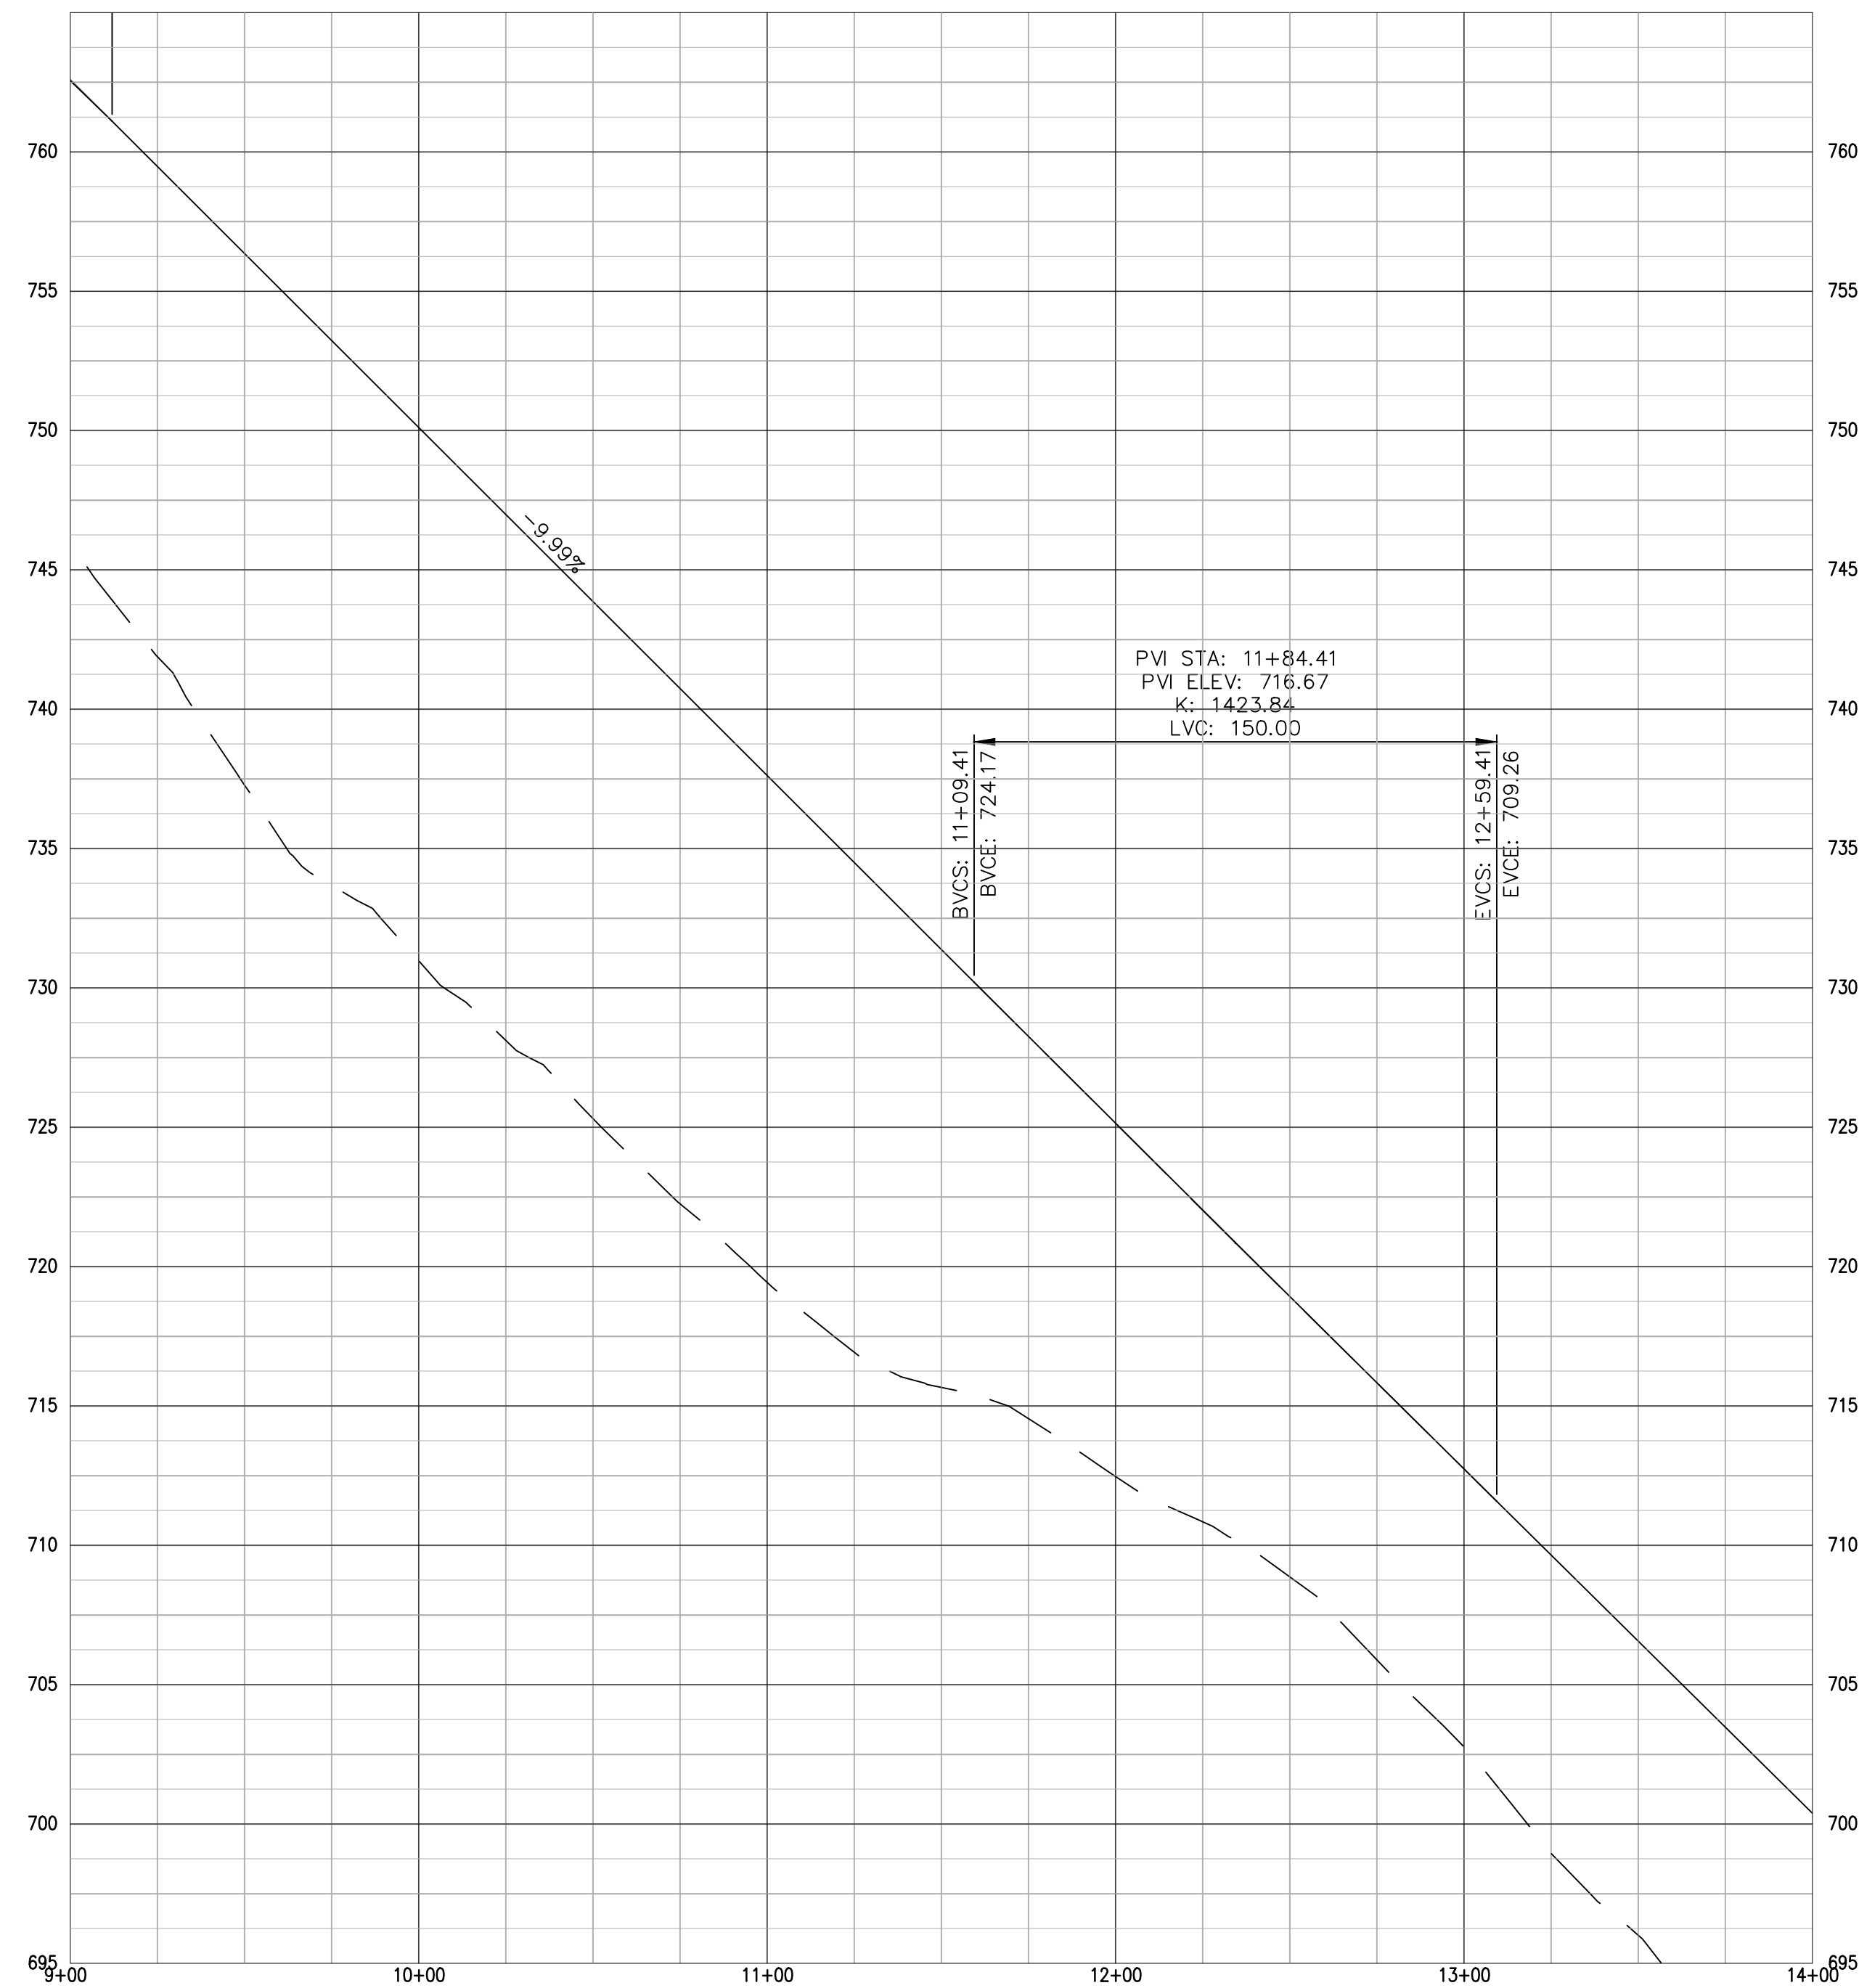 760 760
755 755
750 750
-9.99%
745 745
PVI STA: 11+84.41
PVI ELEV: 716.67
K: 1423.84
LVC: 150.00
740 740
BVCS: 11+09.41
BVCE: 724.17
EVCS: 12+59.41
EVCE: 709.26
735 735
730 730
725 725
720 720
715 715
710 710
705 705
700 700
695 695
9+00 10+00 11+00 12+00 13+00 14+00